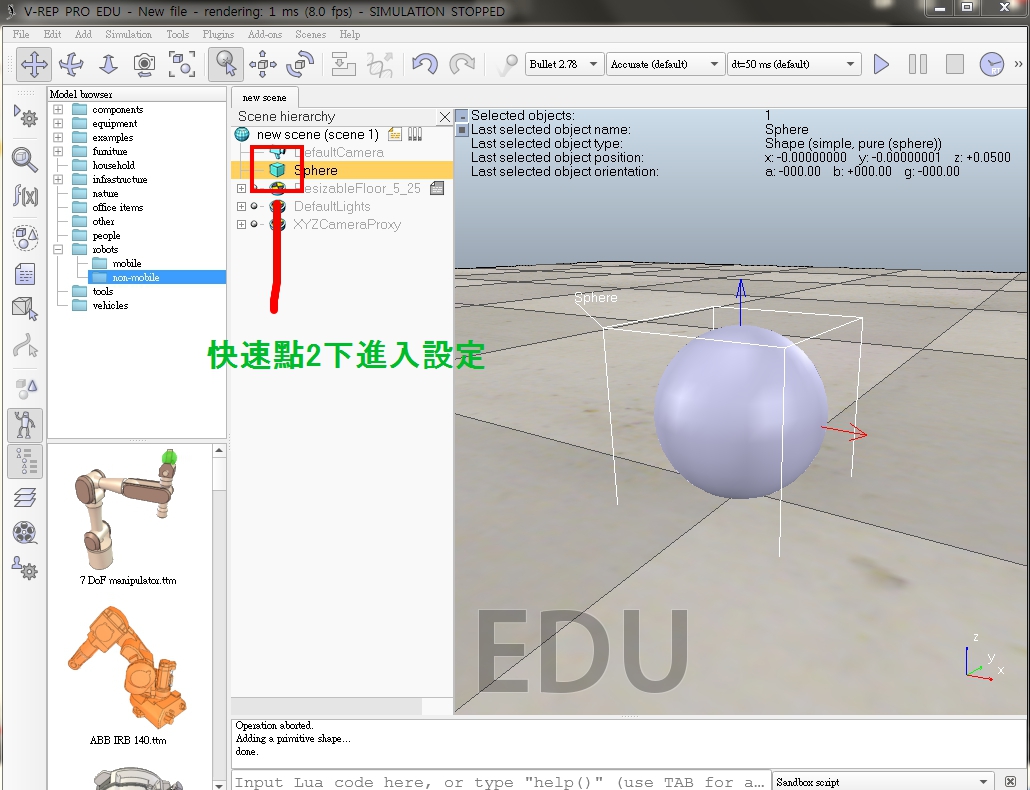 V-REP PRO EDU - New file - rendering: 1 ms (8.0 fps) - SIMULATION STOPPED
File Edit Add Simulation Tools Plugins Add-ons Scenes Help
Bullet 2.78 Accurate (default) dt=50 ms (default)
Model browser
components
equipment
examples
furniture
household
infrastructure
nature
office items
other
people
robots
mobile
non-mobile
tools
vehicles
7 DoF manipulator.ttm
ABB IRB 140.ttm
new scene
Scene hierarchy
new scene (scene 1)
DefaultCamera
Sphere
esizableFloor_5_25
DefaultLights
XYZCameraProxy
快速點2下進入設定
Selected objects: 1
Last selected object name: Sphere
Last selected object type: Shape (simple, pure (sphere))
Last selected object position: x: -0.00000000 y: -0.00000001 z: +0.0500
Last selected object orientation: a: -000.00 b: +000.00 g: -000.00
Sphere
EDU
z
y
x
Operation aborted.
Adding a primitive shape...
done.
Input Lua code here, or type "help()" (use TAB for a...
Sandbox script